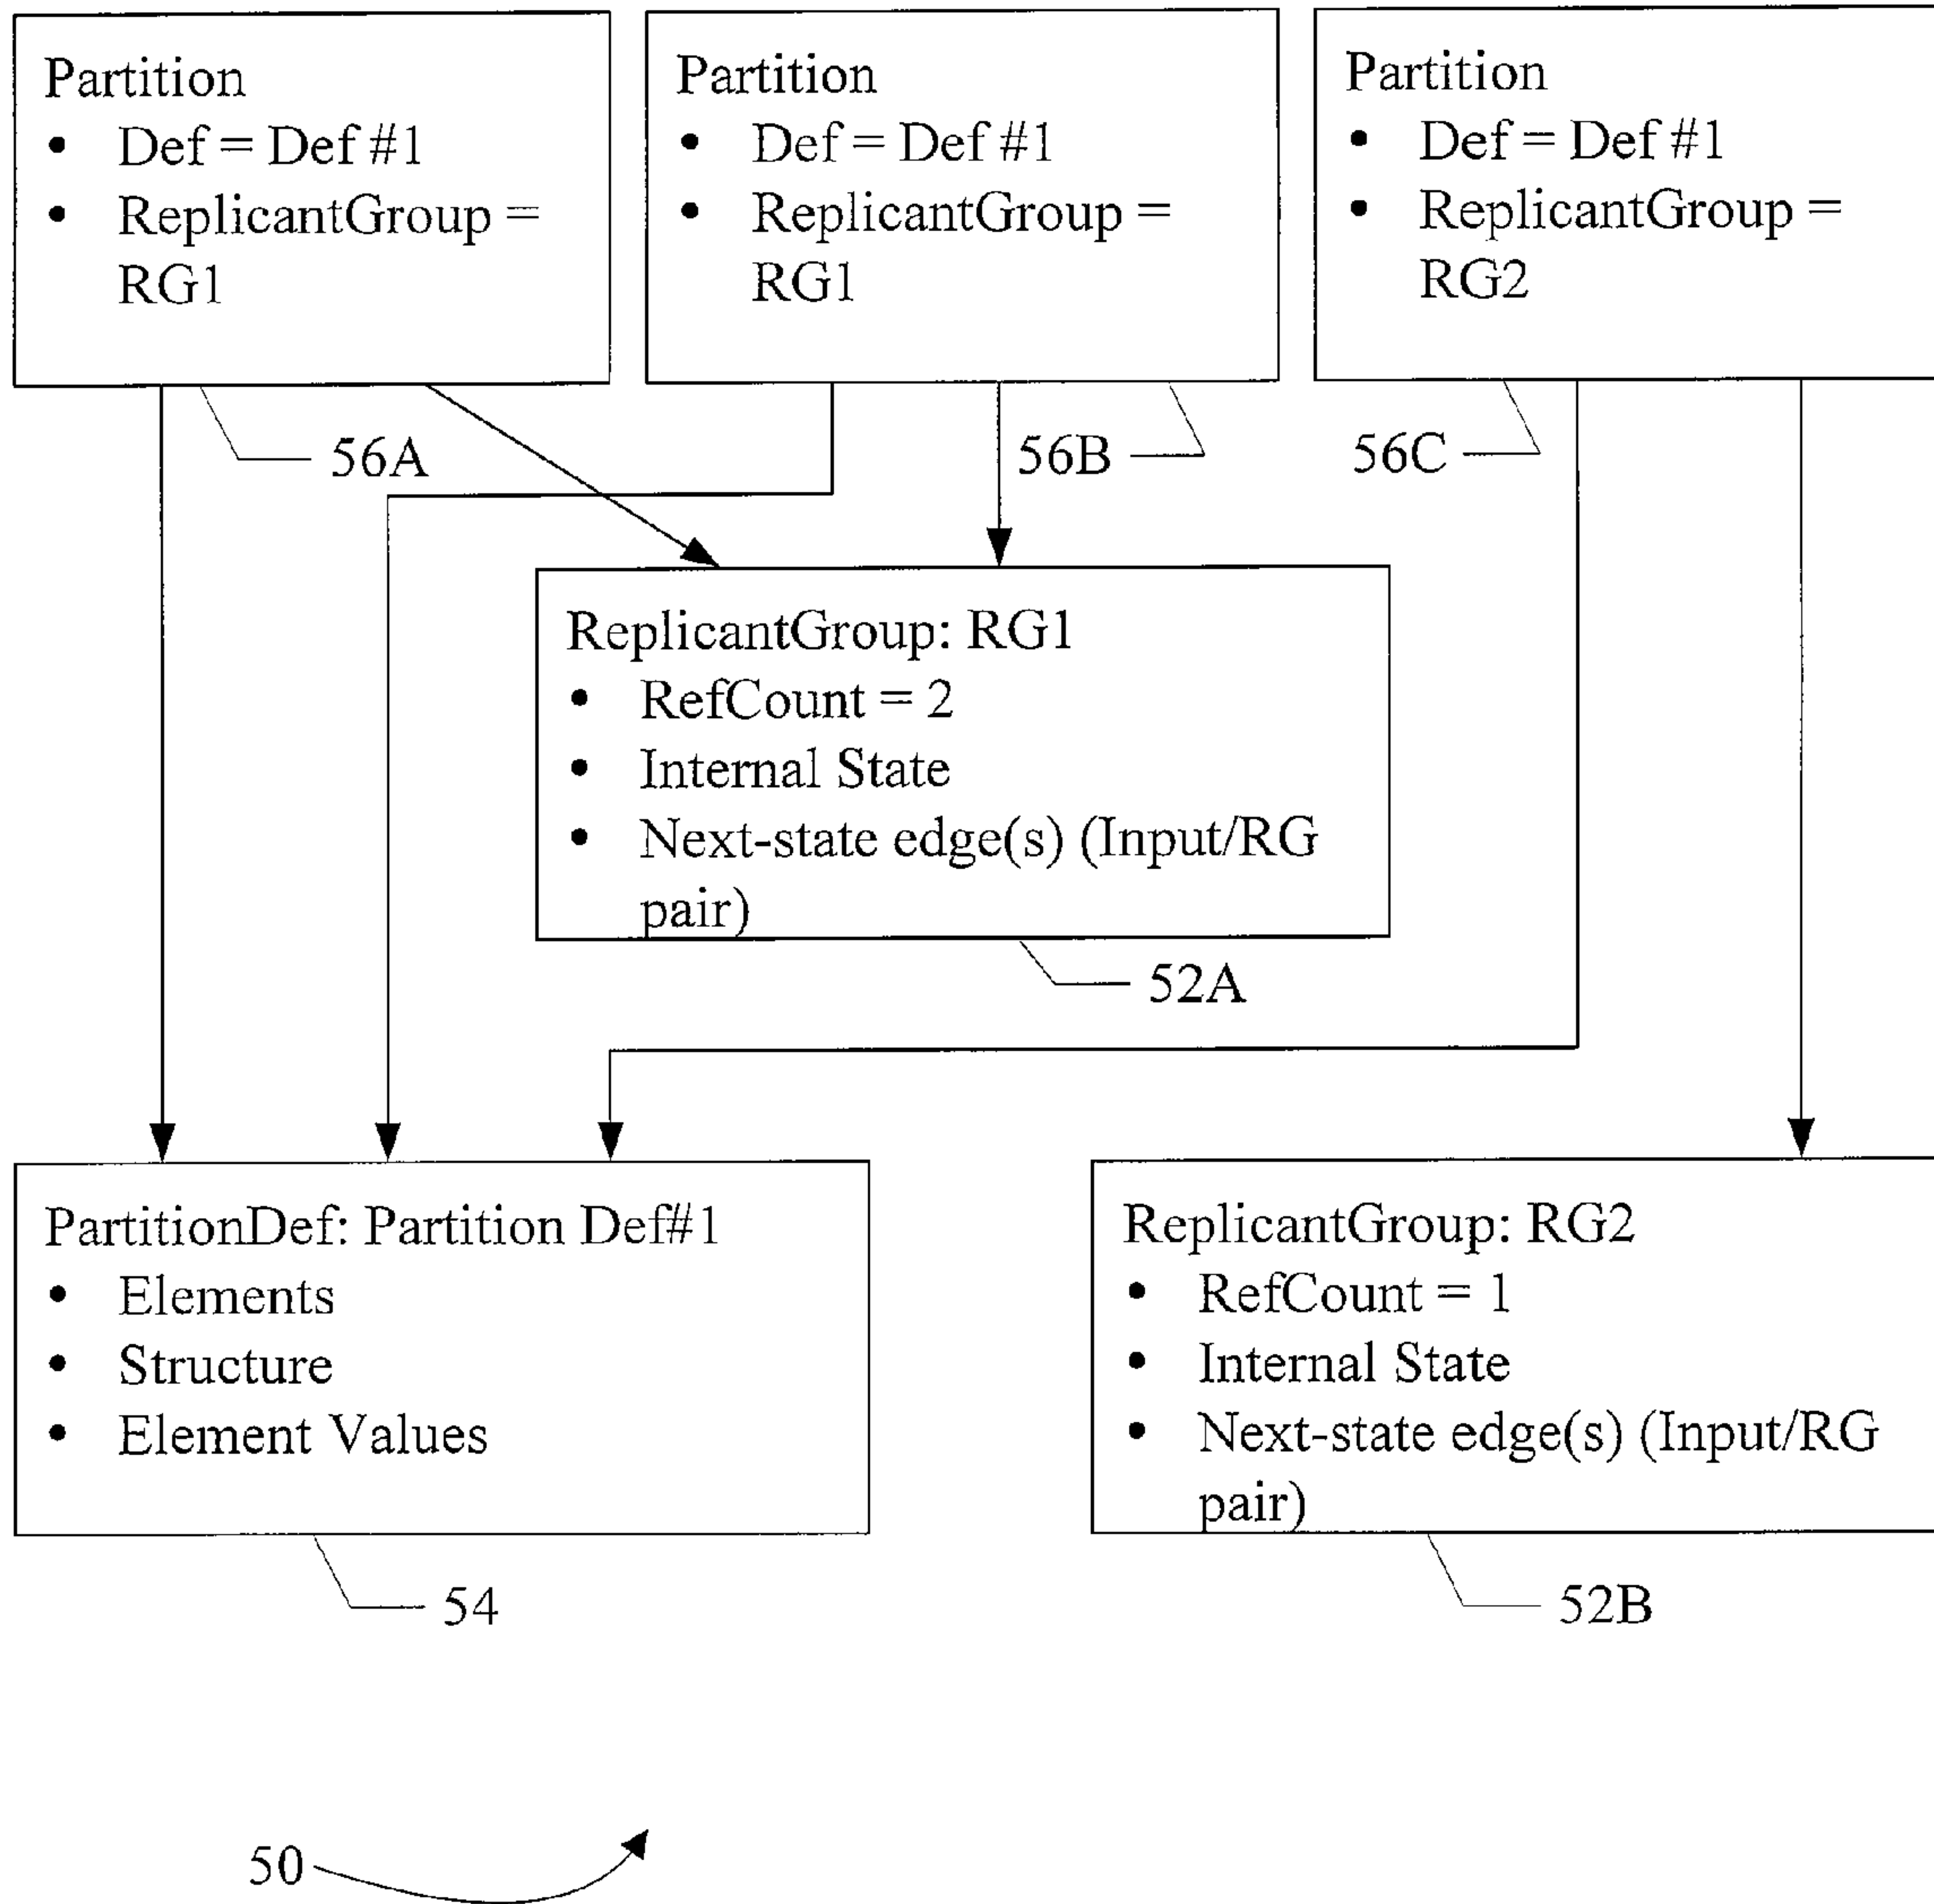 Partition
• Def = Def #1
• ReplicantGroup =
RG1
Partition
• Def = Def #1
• ReplicantGroup =
RG1
Partition
• Def = Def #1
• ReplicantGroup =
RG2
56A
56B
56C
ReplicantGroup: RG1
• RefCount = 2
• Internal State
• Next-state edge(s) (Input/RG
pair)
52A
PartitionDef: Partition Def#1
• Elements
• Structure
• Element Values
54
ReplicantGroup: RG2
• RefCount = 1
• Internal State
• Next-state edge(s) (Input/RG
pair)
52B
50